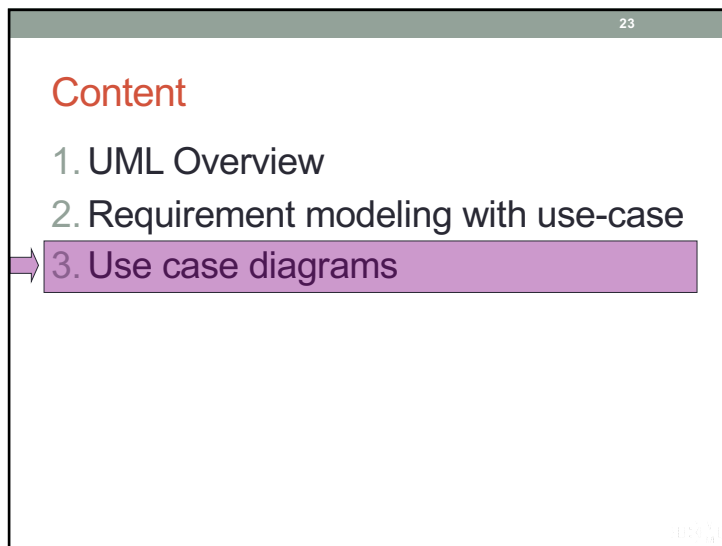 23
Content
1. UML Overview
2. Requirement modeling with use-case
3. Use case diagrams